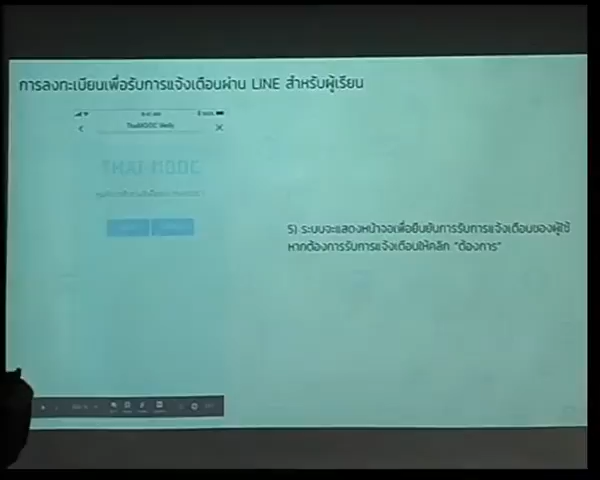 การลงทะเบียนเพื่อรับการแจ้งเตือนผ่าน LINE สำหรับผู้เรียน
9:41 AM
ThaiMOOC Verify
THAI MOOC
5) ระบบจะแสดงหน้าจอเพื่อยืนยันการรับการแจ้งเตือนของผู้ใช้
หากต้องการรับการแจ้งเตือนให้คลิก "ต้องการ"